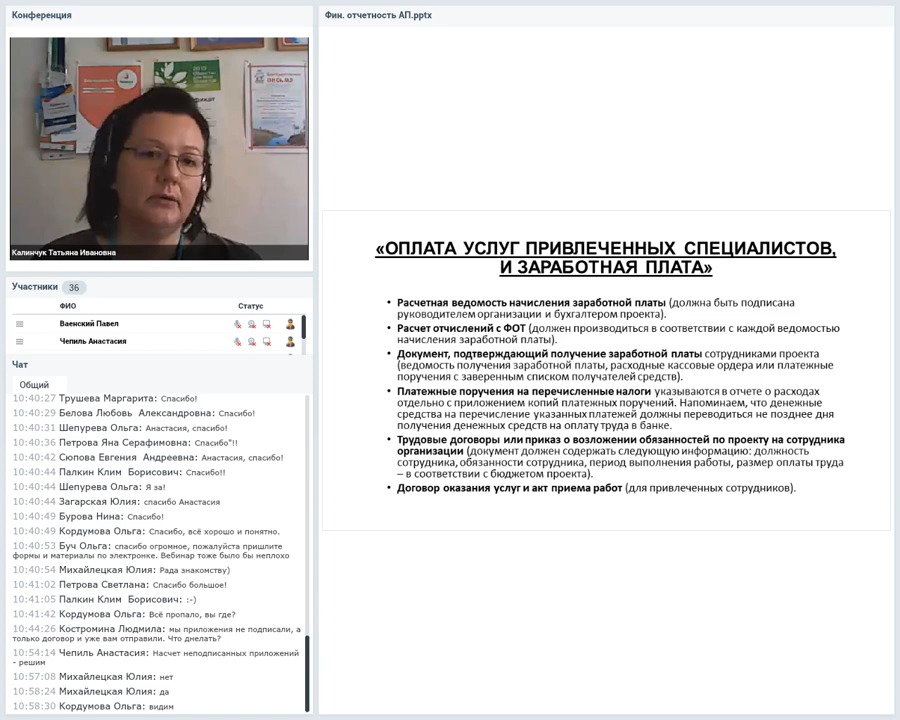 Конференция
2012
Калинчук Татьяна Ивановна
Участники 36
ФИО Статус
Ваенский Павел
Чепиль Анастасия
Чат
Общий
10:40:27 Трушева Маргарита: Спасибо!
10:40:29 Белова Любовь Александровна: Спасибо!
10:40:31 Шепурева Ольга: Анастасия, спасибо!
10:40:36 Петрова Яна Серафимовна: Спасибо"!!
10:40:42 Сюпова Евгения Андреевна: Анастасия, спасибо!
10:40:44 Палкин Клим Борисович: Спасибо!!
10:40:44 Шепурева Ольга: Я за!
10:40:44 Загарская Юлия: спасибо Анастасия
10:40:49 Бурова Нина: Спасибо!
10:40:49 Кордумова Ольга: Спасибо, всё хорошо и понятно.
10:40:53 Буч Ольга: спасибо огромное, пожалуйста пришлите
формы и материалы по электронке. Вебинар тоже было бы неплохо
10:40:54 Михайлецкая Юлия: Рада знакомству)
10:41:02 Петрова Светлана: Спасибо большое!
10:41:05 Палкин Клим Борисович: :-)
10:41:42 Кордумова Ольга: Всё пропало, вы где?
10:44:26 Костромина Людмила: мы приложения не подписали, а
только договор и уже вам отправили. Что днелать?
10:54:14 Чепиль Анастасия: Насчет неподписанных приложений
- решим
10:57:08 Михайлецкая Юлия: нет
10:58:24 Михайлецкая Юлия: да
10:58:30 Кордумова Ольга: видим
Фин. отчетность АП.pptx
«ОПЛАТА УСЛУГ ПРИВЛЕЧЕННЫХ СПЕЦИАЛИСТОВ,
И ЗАРАБОТНАЯ ПЛАТА»
• Расчетная ведомость начисления заработной платы (должна быть подписана
руководителем организации и бухгалтером проекта).
• Расчет отчислений с ФОТ (должен производиться в соответствии с каждой ведомостью
начисления заработной платы).
• Документ, подтверждающий получение заработной платы сотрудниками проекта
(ведомость получения заработной платы, расходные кассовые ордера или платежные
поручения с заверенным списком получателей средств).
• Платежные поручения на перечисленные налоги указываются в отчете о расходах
отдельно с приложением копий платежных поручений. Напоминаем, что денежные
средства на перечисление указанных платежей должны переводиться не позднее дня
получения денежных средств на оплату труда в банке.
• Трудовые договоры или приказ о возложении обязанностей по проекту на сотрудника
организации (документ должен содержать следующую информацию: должность
сотрудника, обязанности сотрудника, период выполнения работы, размер оплаты труда
– в соответствии с бюджетом проекта).
• Договор оказания услуг и акт приема работ (для привлеченных сотрудников).